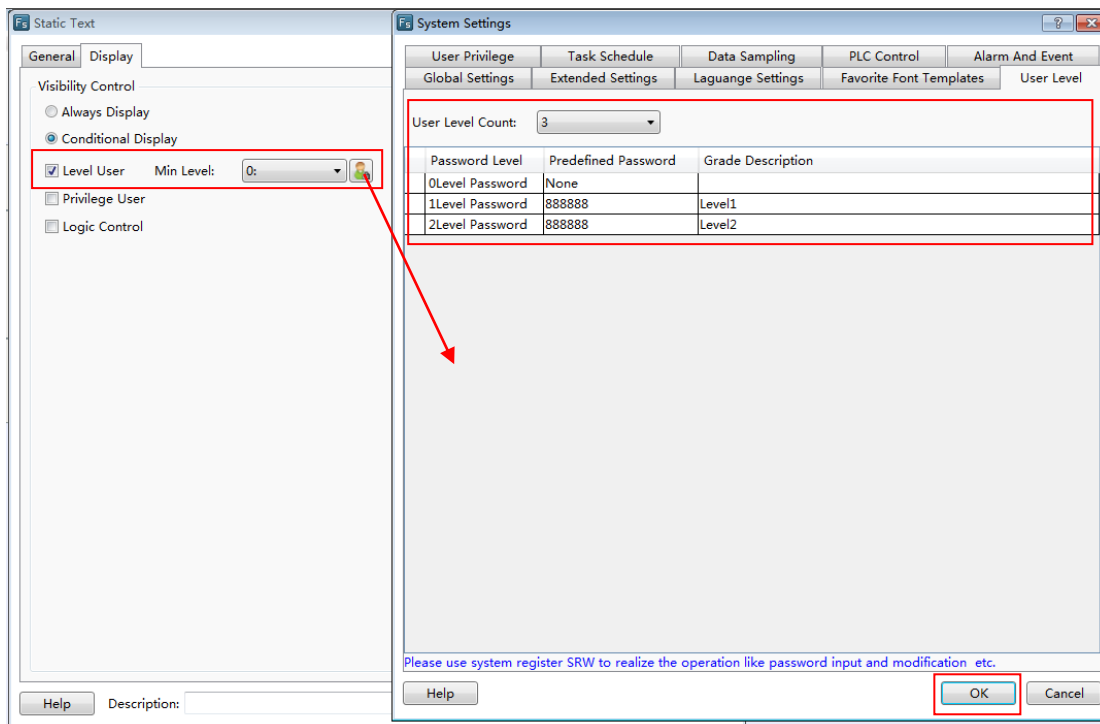 Fs Static Text
General Display
Visibility Control
Always Display
Conditional Display
Level User Min Level: 0:
Privilege User
Logic Control
Help Description:
Fs System Settings
User Privilege Task Schedule Data Sampling PLC Control Alarm And Event
Global Settings Extended Settings Laguange Settings Favorite Font Templates User Level
User Level Count: 3
Password Level Predefined Password Grade Description
0Level Password None
1Level Password 888888 Level1
2Level Password 888888 Level2
Please use system register SRW to realize the operation like password input and modification etc.
Help OK Cancel